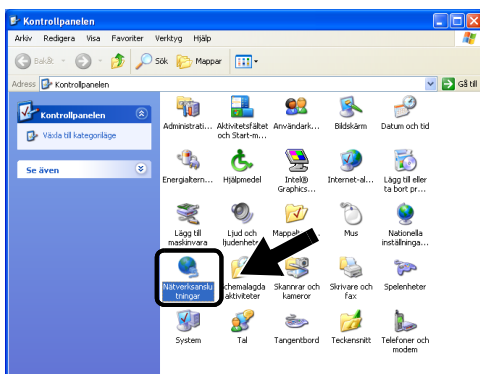 Kontrollpanelen
Arkiv Redigera Visa Favoriter Verktyg Hjälp
Bakåt Sök Mappar
Adress Kontrollpanelen Gå till
Kontrollpanelen
Växla till kategoriläge
Se även
Administrati... Aktivitetsfältet Användark... Bildskärm Datum och tid
och Start-m...
Energialtern... Hjälpmedel Intel® Internet-al... Lägg till eller
Graphics... ta bort pr...
Lägg till Ljud och Mappalt... Mus Nationella
maskinvara ljudenhete... inställninga...
Nätverksanslu Schemalagda Skannrar och Skrivare och Spelenheter
tningar aktiviteter kameror fax
System Tal Tangentbord Teckensnitt Telefoner och
modem